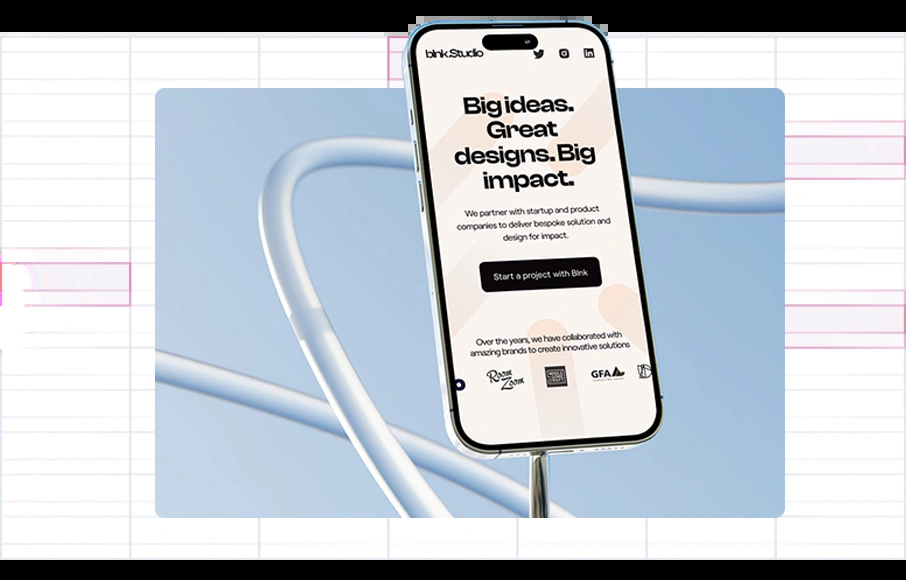 blnk.Studio
Big ideas.
Great
designs. Big
impact.
We partner with startup and product
companies to deliver bespoke solution and
design for impact.
Start a project with Blnk
Over the years, we have collaborated with
amazing brands to create innovative solutions
Room
Zoom
GFA